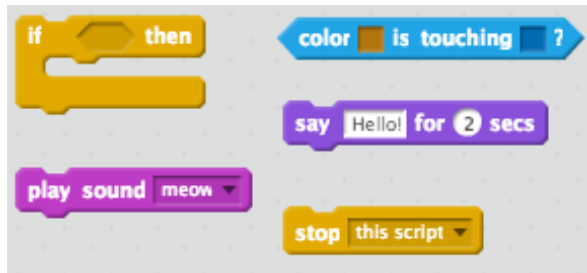 if then
color is touching ?
say Hello! for 2 secs
play sound meow
stop this script